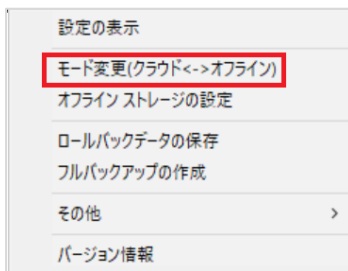 設定の表示
モード変更(クラウド<->オフライン)
オフライン ストレージの設定
ロールバックデータの保存
フルバックアップの作成
その他
バージョン情報